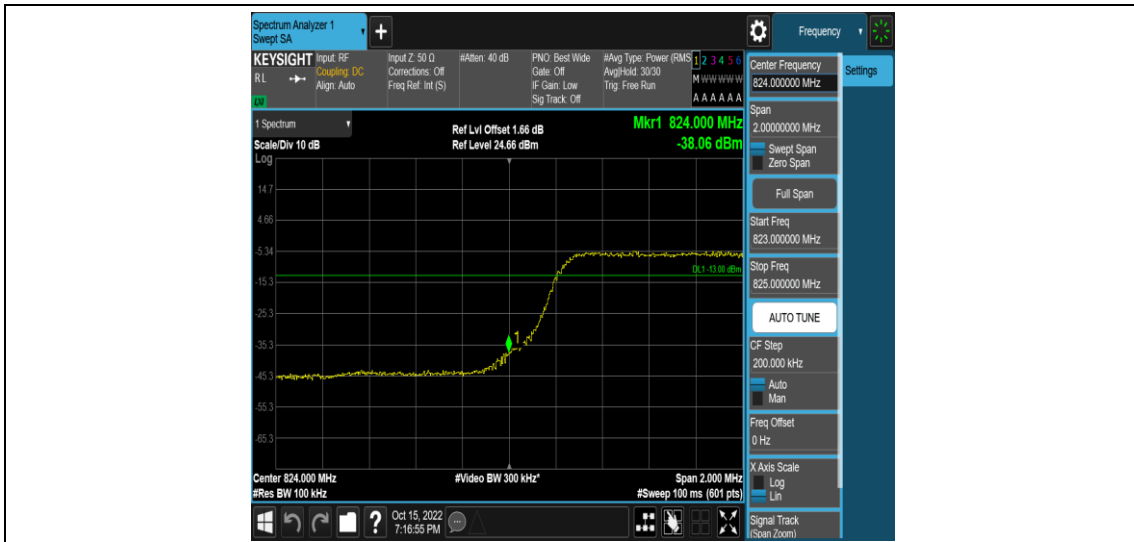 Spectrum Analyzer 1
Swept SA
+
Frequency
KEYSIGHT
Input: RF
Input Z: 50 Ω
#Atten: 40 dB
PNO: Best Wide
#Avg Type: Power (RMS
1 2 3 4 5 6
RL
Coupling: DC
Corrections: Off
Gate: Off
Avg|Hold: 30/30
M W W W W W
Align: Auto
Freq Ref: Int (S)
IF Gain: Low
Trig: Free Run
Sig Track: Off
A A A A A A
LXI
1 Spectrum
Ref Lvl Offset 1.66 dB
Mkr1 824.000 MHz
Scale/Div 10 dB
Ref Level 24.66 dBm
-38.06 dBm
Log
14.7
4.66
-5.34
DL1 -13.00 dBm
-15.3
-25.3
1
-35.3
-45.3
-55.3
-65.3
Center 824.000 MHz
#Video BW 300 kHz*
Span 2.000 MHz
#Res BW 100 kHz
#Sweep 100 ms (601 pts)
?
Oct 15, 2022
7:16:55 PM
Center Frequency
824.000000 MHz
Settings
Span
2.00000000 MHz
Swept Span
Zero Span
Full Span
Start Freq
823.000000 MHz
Stop Freq
825.000000 MHz
AUTO TUNE
CF Step
200.000 kHz
Auto
Man
Freq Offset
0 Hz
X Axis Scale
Log
Lin
Signal Track
(Span Zoom)